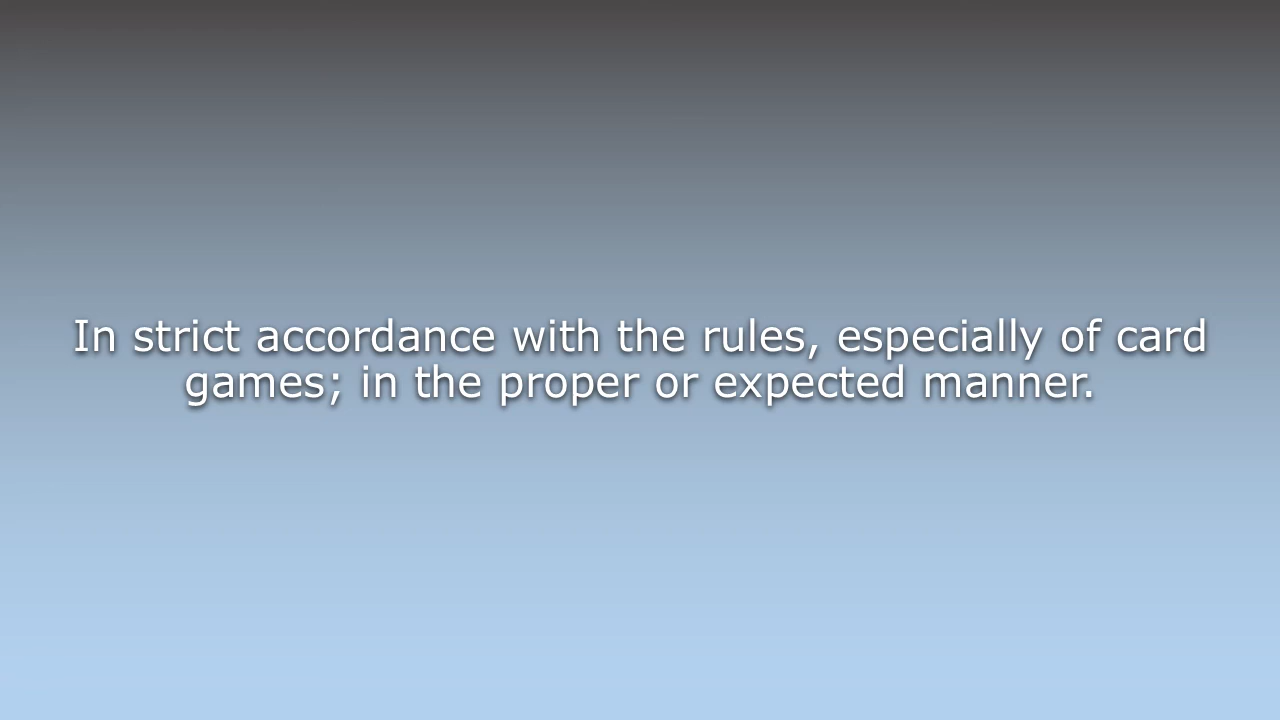 In strict accordance with the rules, especially of card
games; in the proper or expected manner.